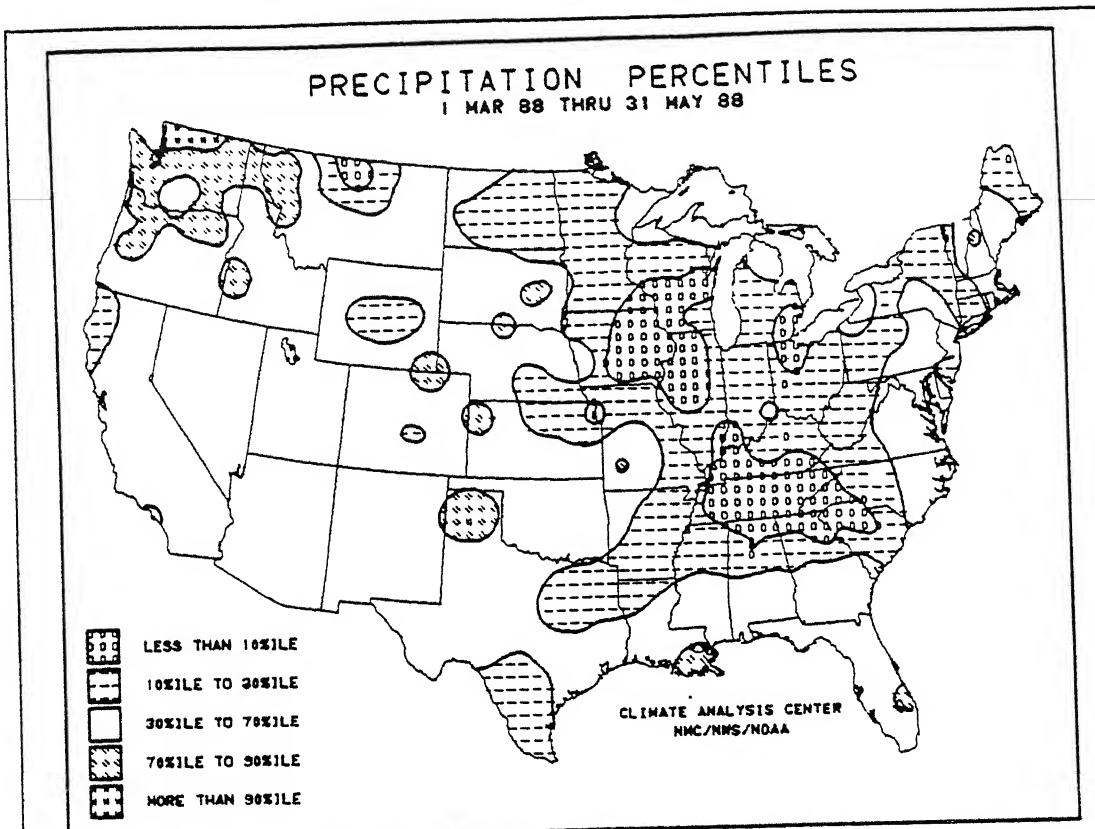 PRECIPITATION PERCENTILES
1 MAR 88 THRU 31 MAY 88
LESS THAN 10%ILE
10%ILE TO 30%ILE
30%ILE TO 70%ILE
70%ILE TO 90%ILE
MORE THAN 90%ILE
CLIMATE ANALYSIS CENTER
NMC/NWS/NOAA